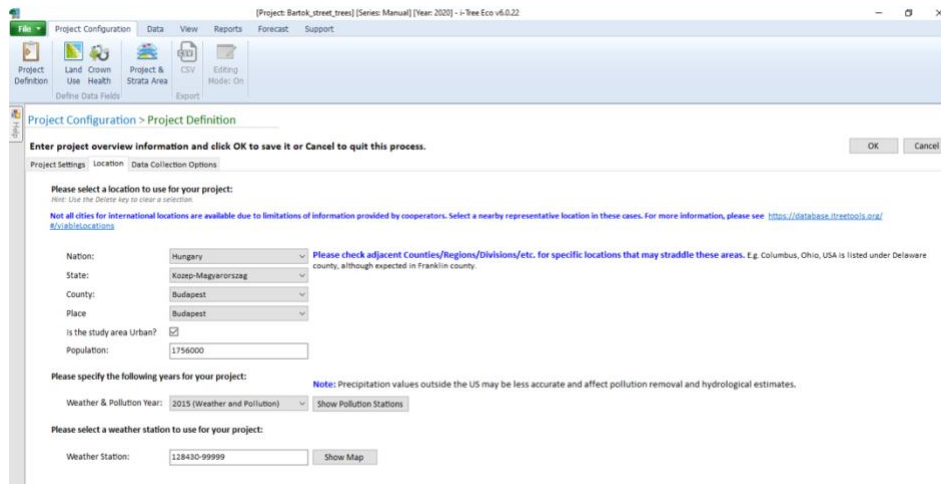 [Project: Bartok_street_trees] [Series: Manual] [Year: 2020] - i-Tree Eco v6.0.22
File
Project Configuration
Data
View
Reports
Forecast
Support
Project Definition
Land Use
Crown Health
Project & Strata Area
CSV
Editing Mode: On
Define Data Fields
Export
Help
Project Configuration > Project Definition
Enter project overview information and click OK to save it or Cancel to quit this process.
OK
Cancel
Project Settings
Location
Data Collection Options
Please select a location to use for your project:
Hint: Use the Delete key to clear a selection.
Not all cities for international locations are available due to limitations of information provided by cooperators. Select a nearby representative location in these cases. For more information, please see https://database.itreetools.org/
#/viableLocations
Nation: Hungary
Please check adjacent Counties/Regions/Divisions/etc. for specific locations that may straddle these areas. E.g. Columbus, Ohio, USA is listed under Delaware
county, although expected in Franklin county.
State: Kozep-Magyarorszag
County: Budapest
Place Budapest
Is the study area Urban?
Population: 1756000
Please specify the following years for your project:
Note: Precipitation values outside the US may be less accurate and affect pollution removal and hydrological estimates.
Weather & Pollution Year: 2015 (Weather and Pollution) Show Pollution Stations
Please select a weather station to use for your project:
Weather Station: 128430-99999 Show Map